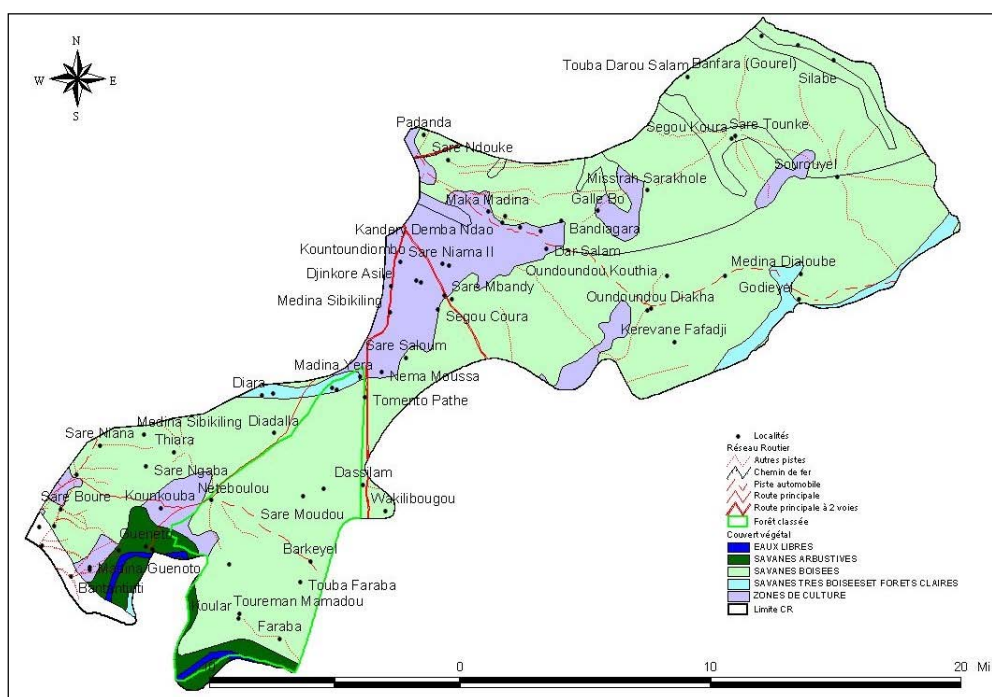 N
W E
S
Touba Darou Salam
Banfara (Gourel)
Silabe
Padanda
Segou Koura
Sare Tounke
Sare Ndouke
Sourouyel
Missirah Sarakhole
Maka Madina
Galle Bo
Kandery Demba Ndao
Bandiagara
Kountoundiombo
Sare Niama II
Dar Salam
Djinkore Asile
Oundoundou Kouthia
Medina Djaloube
Sare Mbandy
Godieyel
Medina Sibikiling
Oundoundou Diakha
Segou Coura
Kerevane Fafadji
Sare Saloum
Madina Yera
Nema Moussa
Diara
Tomento Pathe
Medina Sibikiling
Diadalla
Sare Niana
Thiara
Sare Ngaba
Dassilam
Sare Boure
Kounkouba
Neteboulou
Wakilibougou
Sare Moudou
Guenoto
Barkeyel
Madina Guenoto
Touba Faraba
Koular
Toureman Mamadou
Faraba
Localités
Réseau Routier
Autres pistes
Chemin de fer
Piste automobile
Route principale
Route principale à 2 voies
Forêt classée
Couvert végétal
EAUX LIBRES
SAVANES ARBUSTIVES
SAVANES BOISEES
SAVANES TRES BOISEESET FORETS CLAIRES
ZONES DE CULTURE
Limite CR
0 10 20 Mi